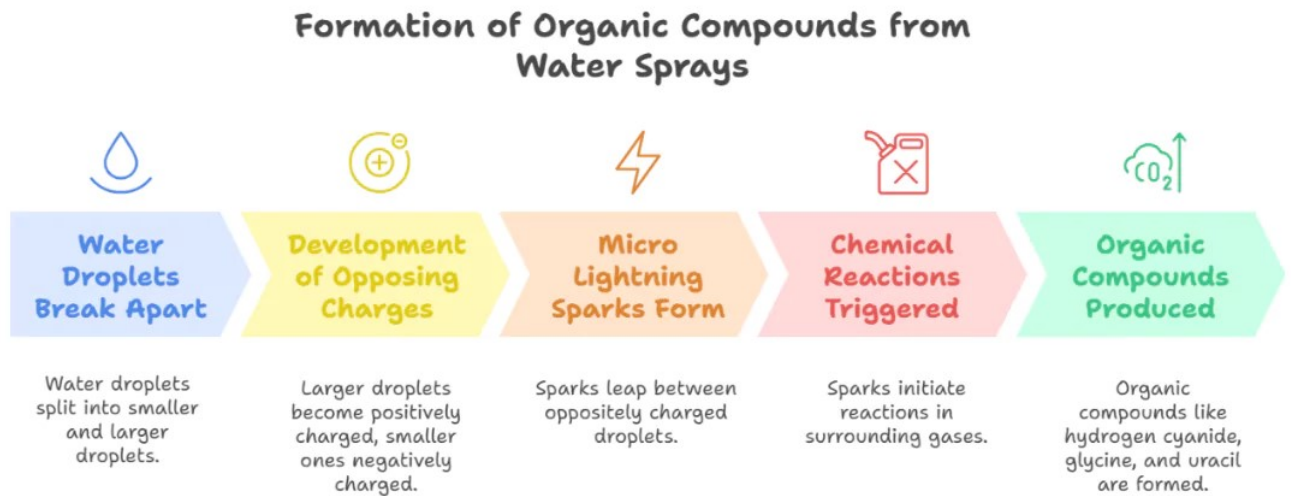 Formation of Organic Compounds from
Water Sprays
CO₂
Water
Droplets
Break Apart
Development
of Opposing
Charges
Micro
Lightning
Sparks Form
Chemical
Reactions
Triggered
Organic
Compounds
Produced
Water droplets
split into smaller
and larger
droplets.
Larger droplets
become positively
charged, smaller
ones negatively
charged.
Sparks leap between
oppositely charged
droplets.
Sparks initiate
reactions in
surrounding gases.
Organic
compounds like
hydrogen cyanide,
glycine, and uracil
are formed.